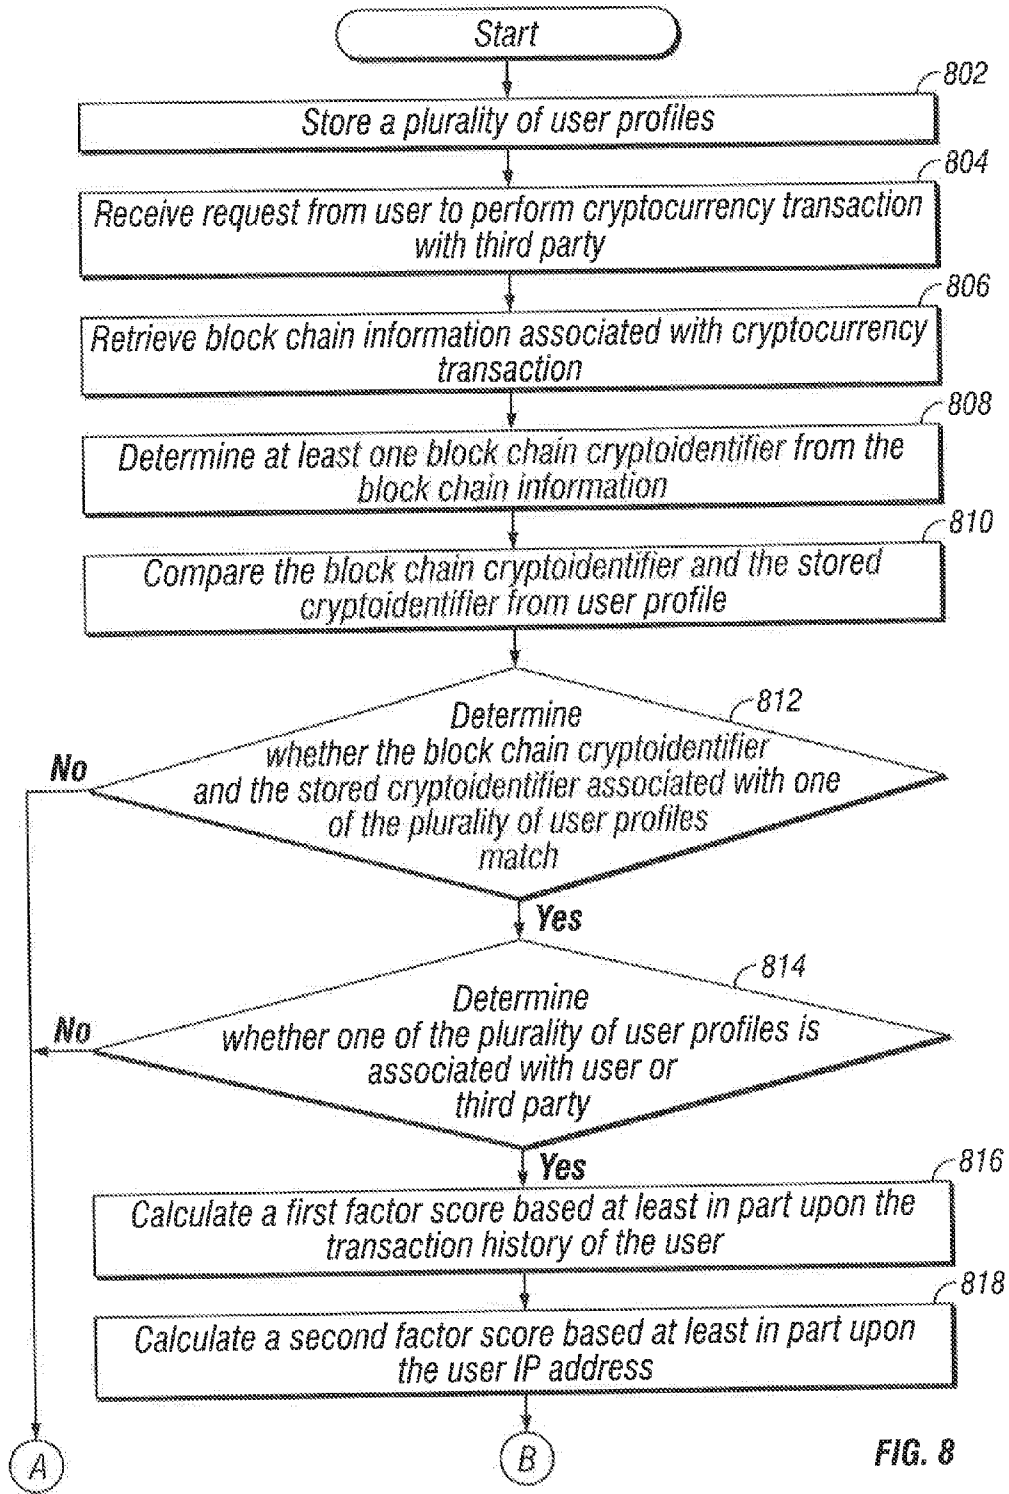 Start
802
Store a plurality of user profiles
804
Receive request from user to perform cryptocurrency transaction
with third party
806
Retrieve block chain information associated with cryptocurrency
transaction
808
Determine at least one block chain cryptoidentifier from the
block chain information
810
Compare the block chain cryptoidentifier and the stored
cryptoidentifier from user profile
812
Determine
whether the block chain cryptoidentifier
and the stored cryptoidentifier associated with one
of the plurality of user profiles
match
No
Yes
814
Determine
whether one of the plurality of user profiles is
associated with user or
third party
No
Yes
816
Calculate a first factor score based at least in part upon the
transaction history of the user
818
Calculate a second factor score based at least in part upon
the user IP address
A
B
FIG. 8